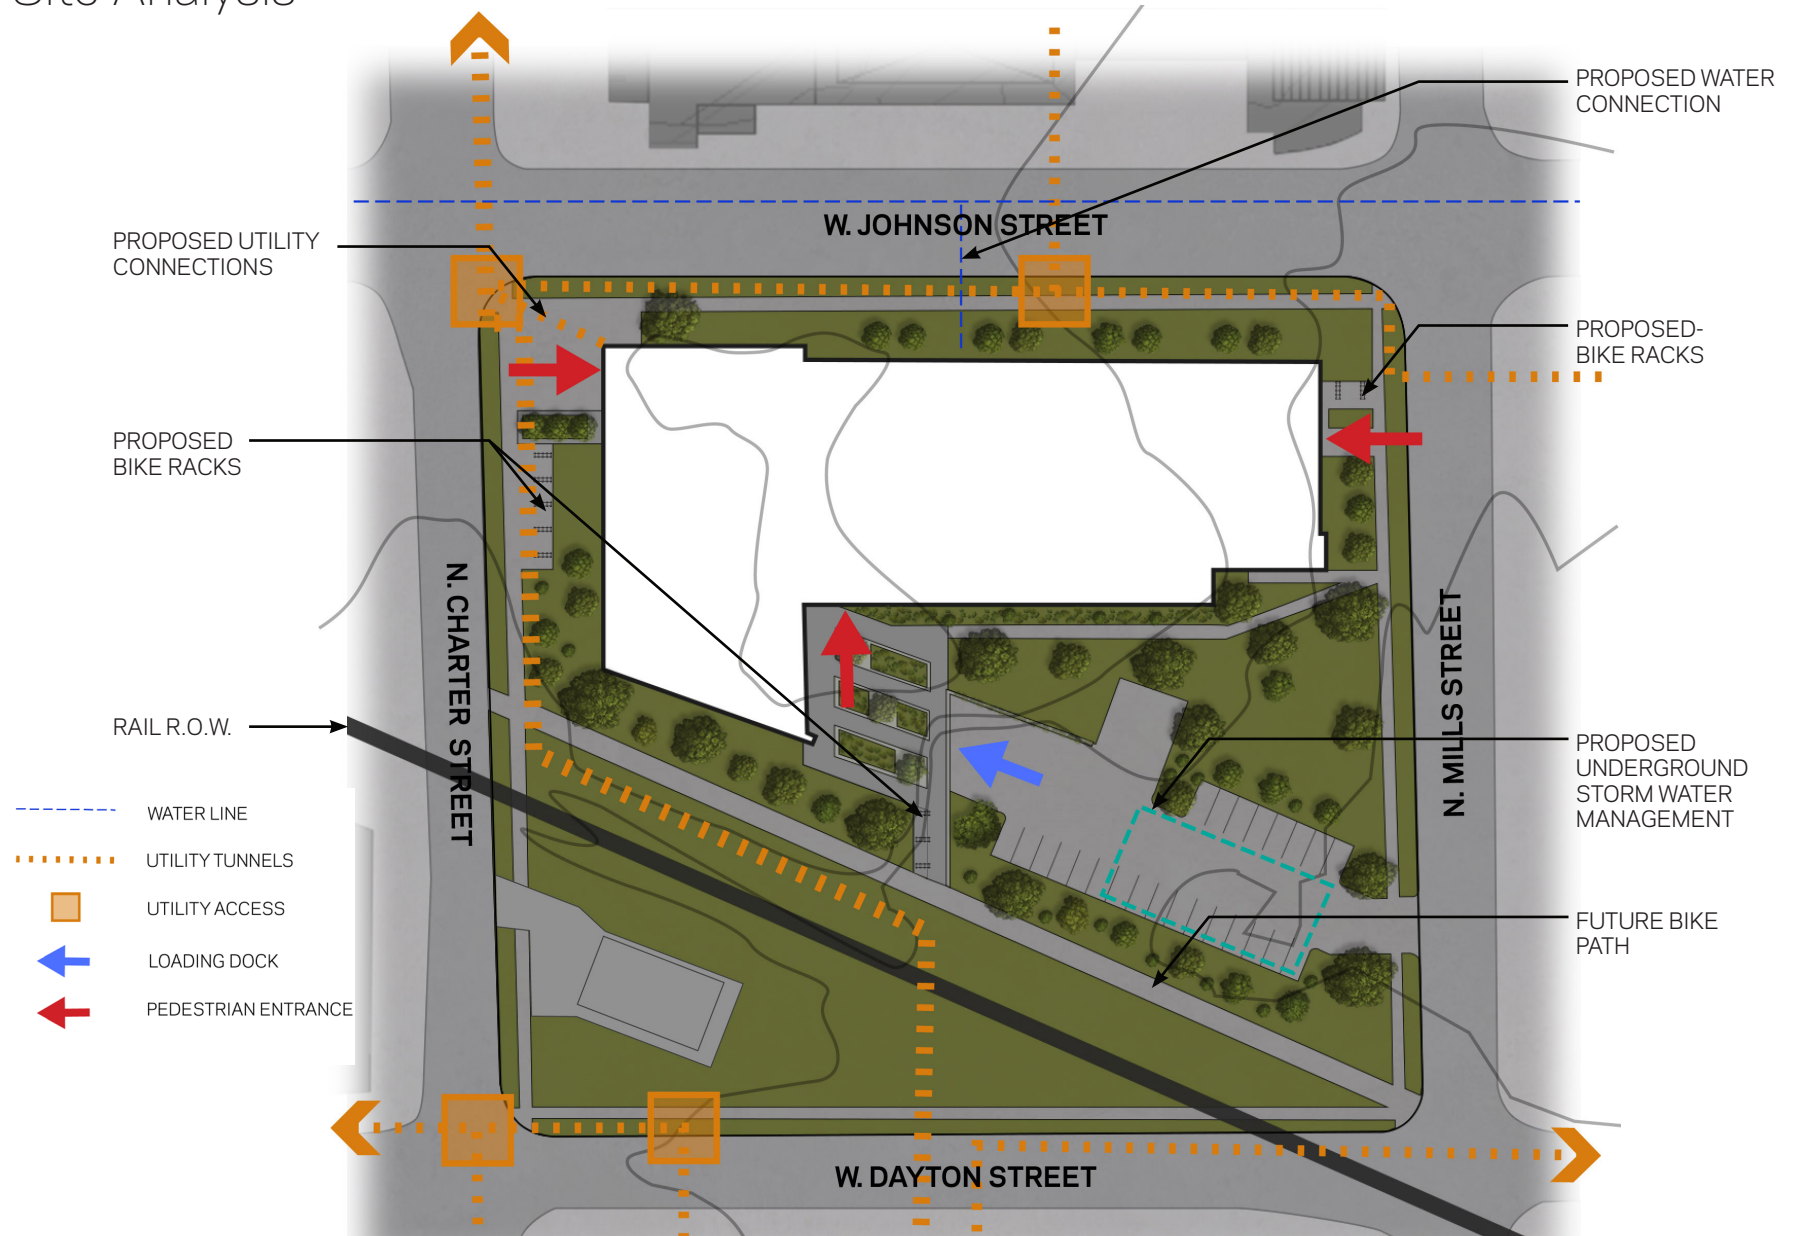 Site Analysis
PROPOSED WATER
CONNECTION
W. JOHNSON STREET
PROPOSED UTILITY
CONNECTIONS
PROPOSED-
BIKE RACKS
PROPOSED
BIKE RACKS
N. CHARTER STREET
N. MILLS STREET
RAIL R.O.W.
PROPOSED
UNDERGROUND
STORM WATER
MANAGEMENT
WATER LINE
UTILITY TUNNELS
UTILITY ACCESS
LOADING DOCK
PEDESTRIAN ENTRANCE
FUTURE BIKE
PATH
W. DAYTON STREET